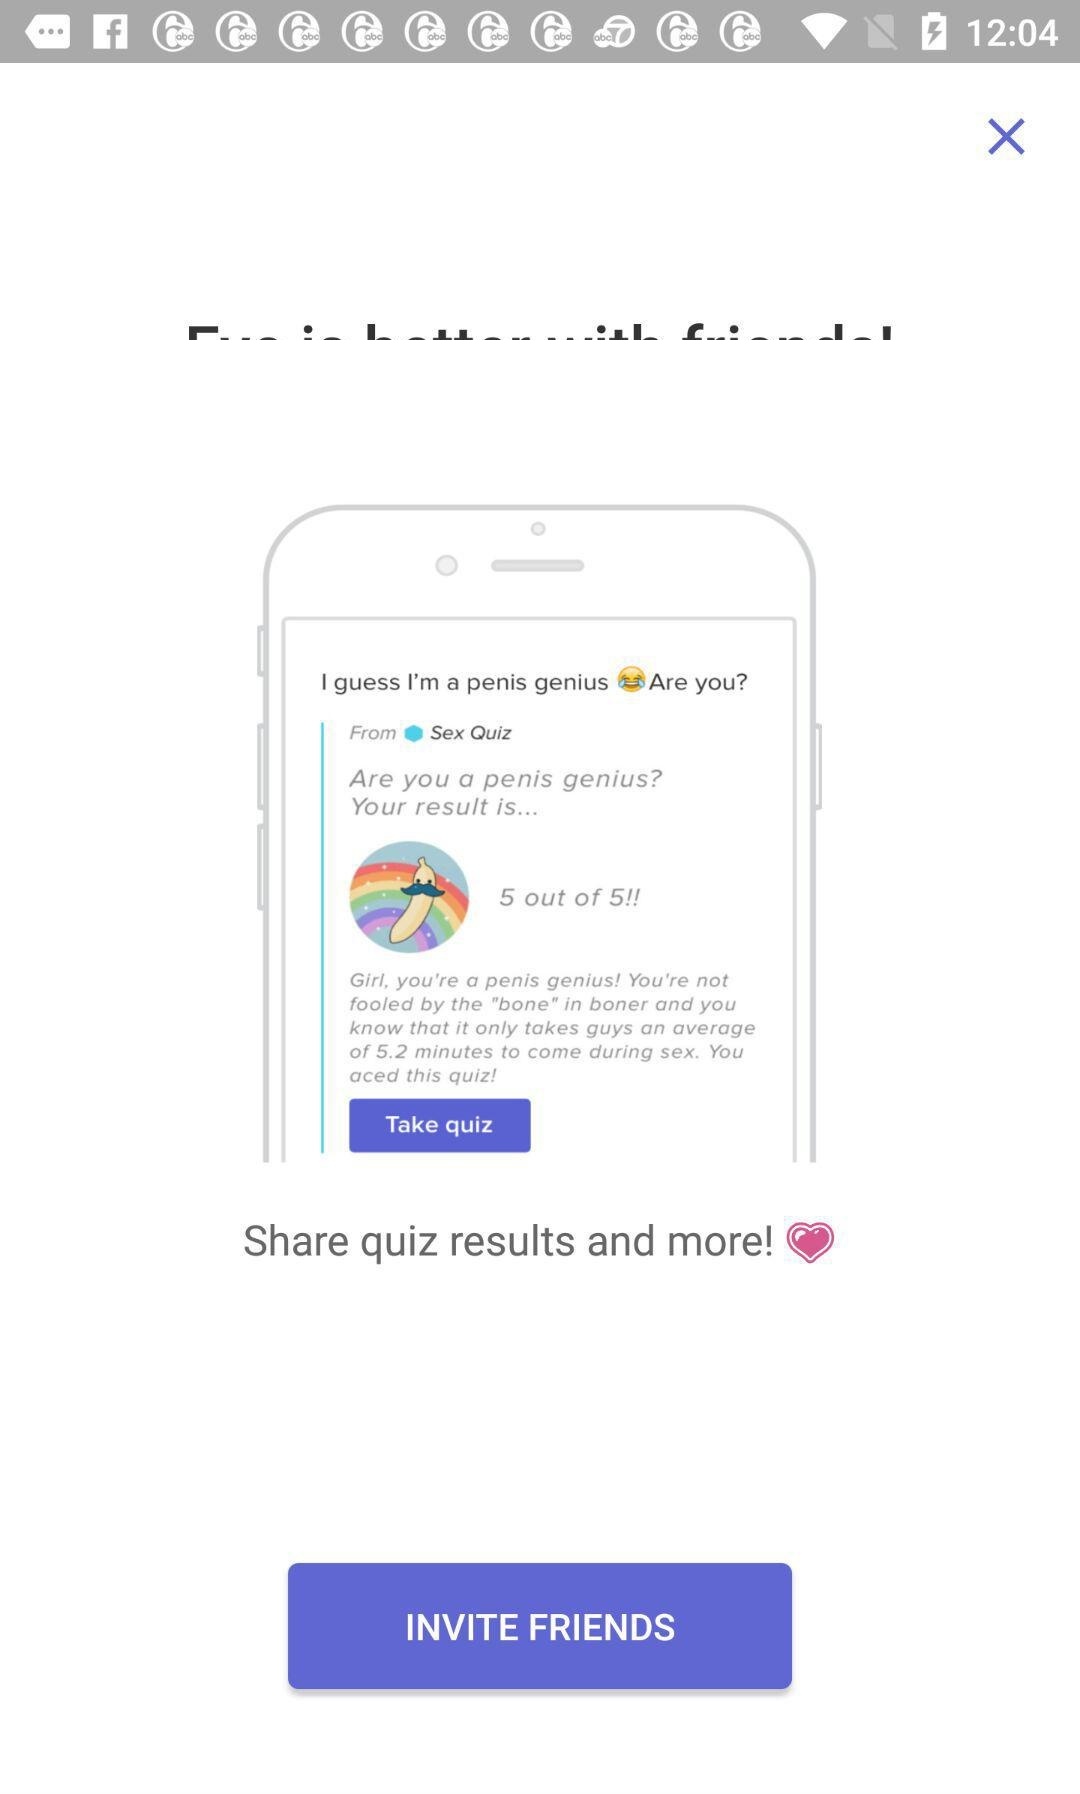 12:04
Eve is better with friends!
I guess I'm a penis genius 😂 Are you?
From Sex Quiz
Are you a penis genius?
Your result is...
5 out of 5!!
Girl, you're a penis genius! You're not
fooled by the "bone" in boner and you
know that it only takes guys an average
of 5.2 minutes to come during sex. You
aced this quiz!
Take quiz
Share quiz results and more! 💗
INVITE FRIENDS